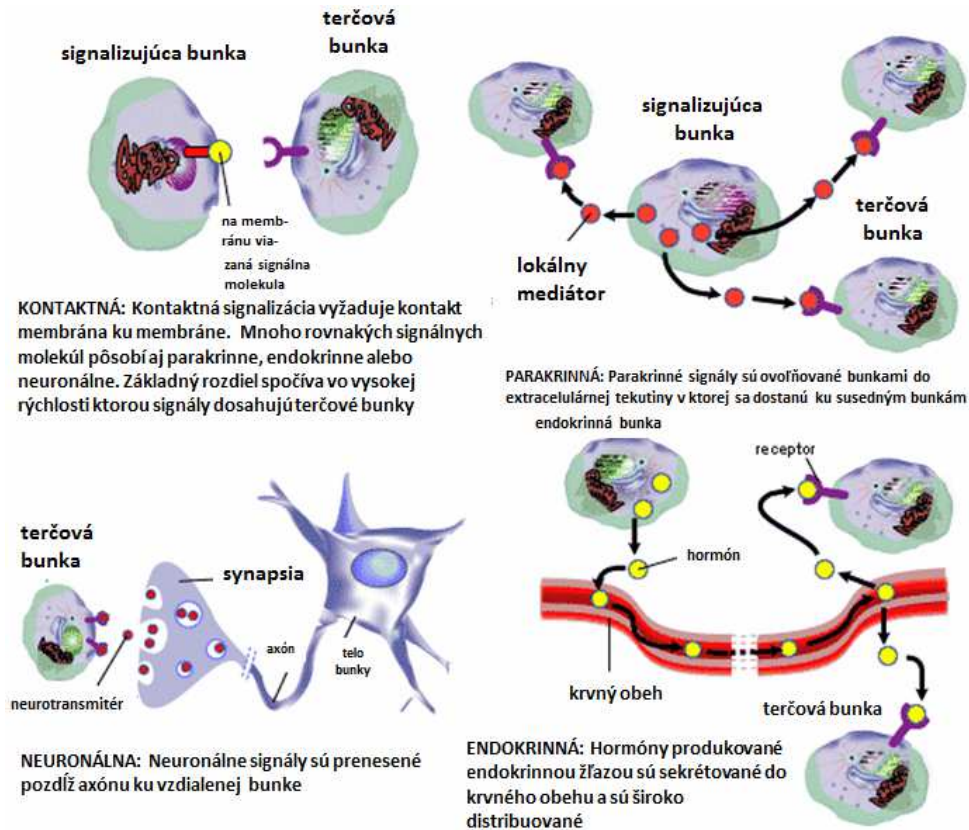 signalizujúca bunka
terčová
bunka
na memb-
ránu via-
zaná signálna
molekula
KONTAKTNÁ: Kontaktná signalizácia vyžaduje kontakt
membrána ku membráne. Mnoho rovnakých signálnych
molekúl pôsobí aj parakrinne, endokrinne alebo
neuronálne. Základný rozdiel spočíva vo vysokej
rýchlosti ktorou signály dosahujú terčové bunky
signalizujúca
bunka
terčová
bunka
lokálny
mediátor
PARAKRINNÁ: Parakrinné signály sú ovoľňované bunkami do
extracelulárnej tekutiny v ktorej sa dostanú ku susedným bunkám
terčová
bunka
synapsia
axón
telo
bunky
neurotransmitér
NEURONÁLNA: Neuronálne signály sú prenesené
pozdĺž axónu ku vzdialenej bunke
endokrinná bunka
receptor
hormón
krvný obeh
terčová bunka
ENDOKRINNÁ: Hormóny produkované
endokrinnou žľazou sú sekrétované do
krvného obehu a sú široko
distribuované